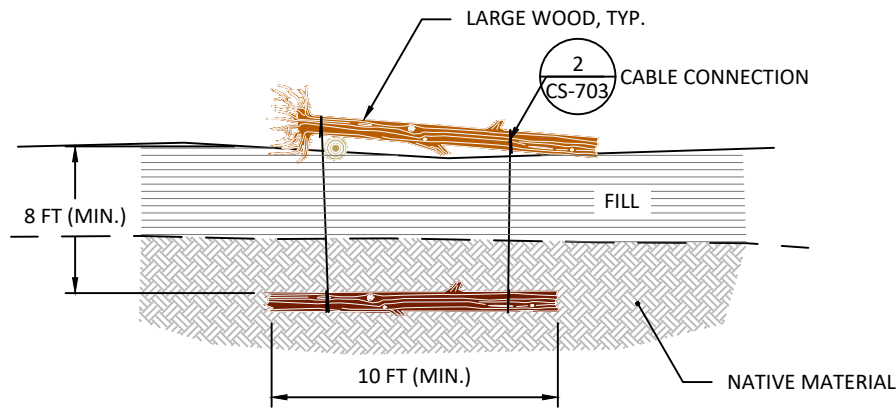 LARGE WOOD, TYP.
2
CS-703
CABLE CONNECTION
8 FT (MIN.)
FILL
10 FT (MIN.)
NATIVE MATERIAL